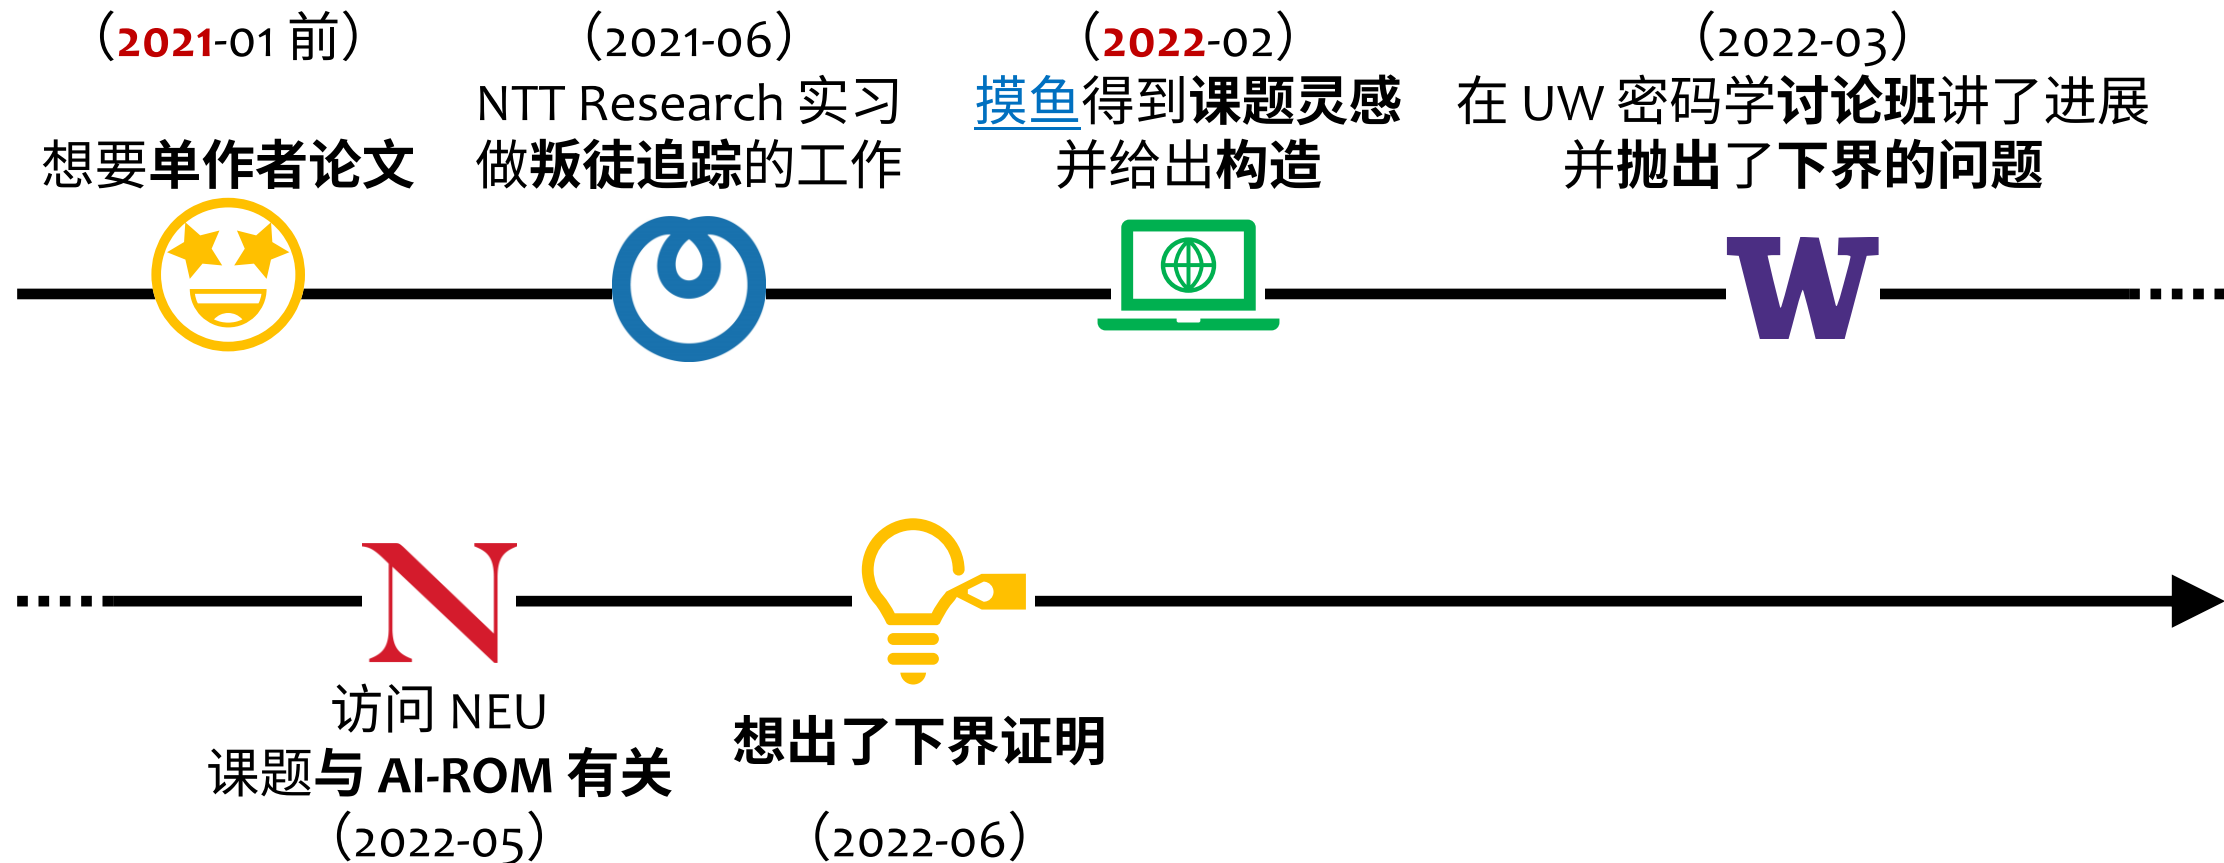 （2021-01 前）
想要单作者论文
（2021-06）
NTT Research 实习
做叛徒追踪的工作
（2022-02）
摸鱼得到课题灵感
并给出构造
（2022-03）
在 UW 密码学讨论班讲了进展
并抛出了下界的问题
W
N
访问 NEU
课题与 AI-ROM 有关
（2022-05）
想出了下界证明
（2022-06）